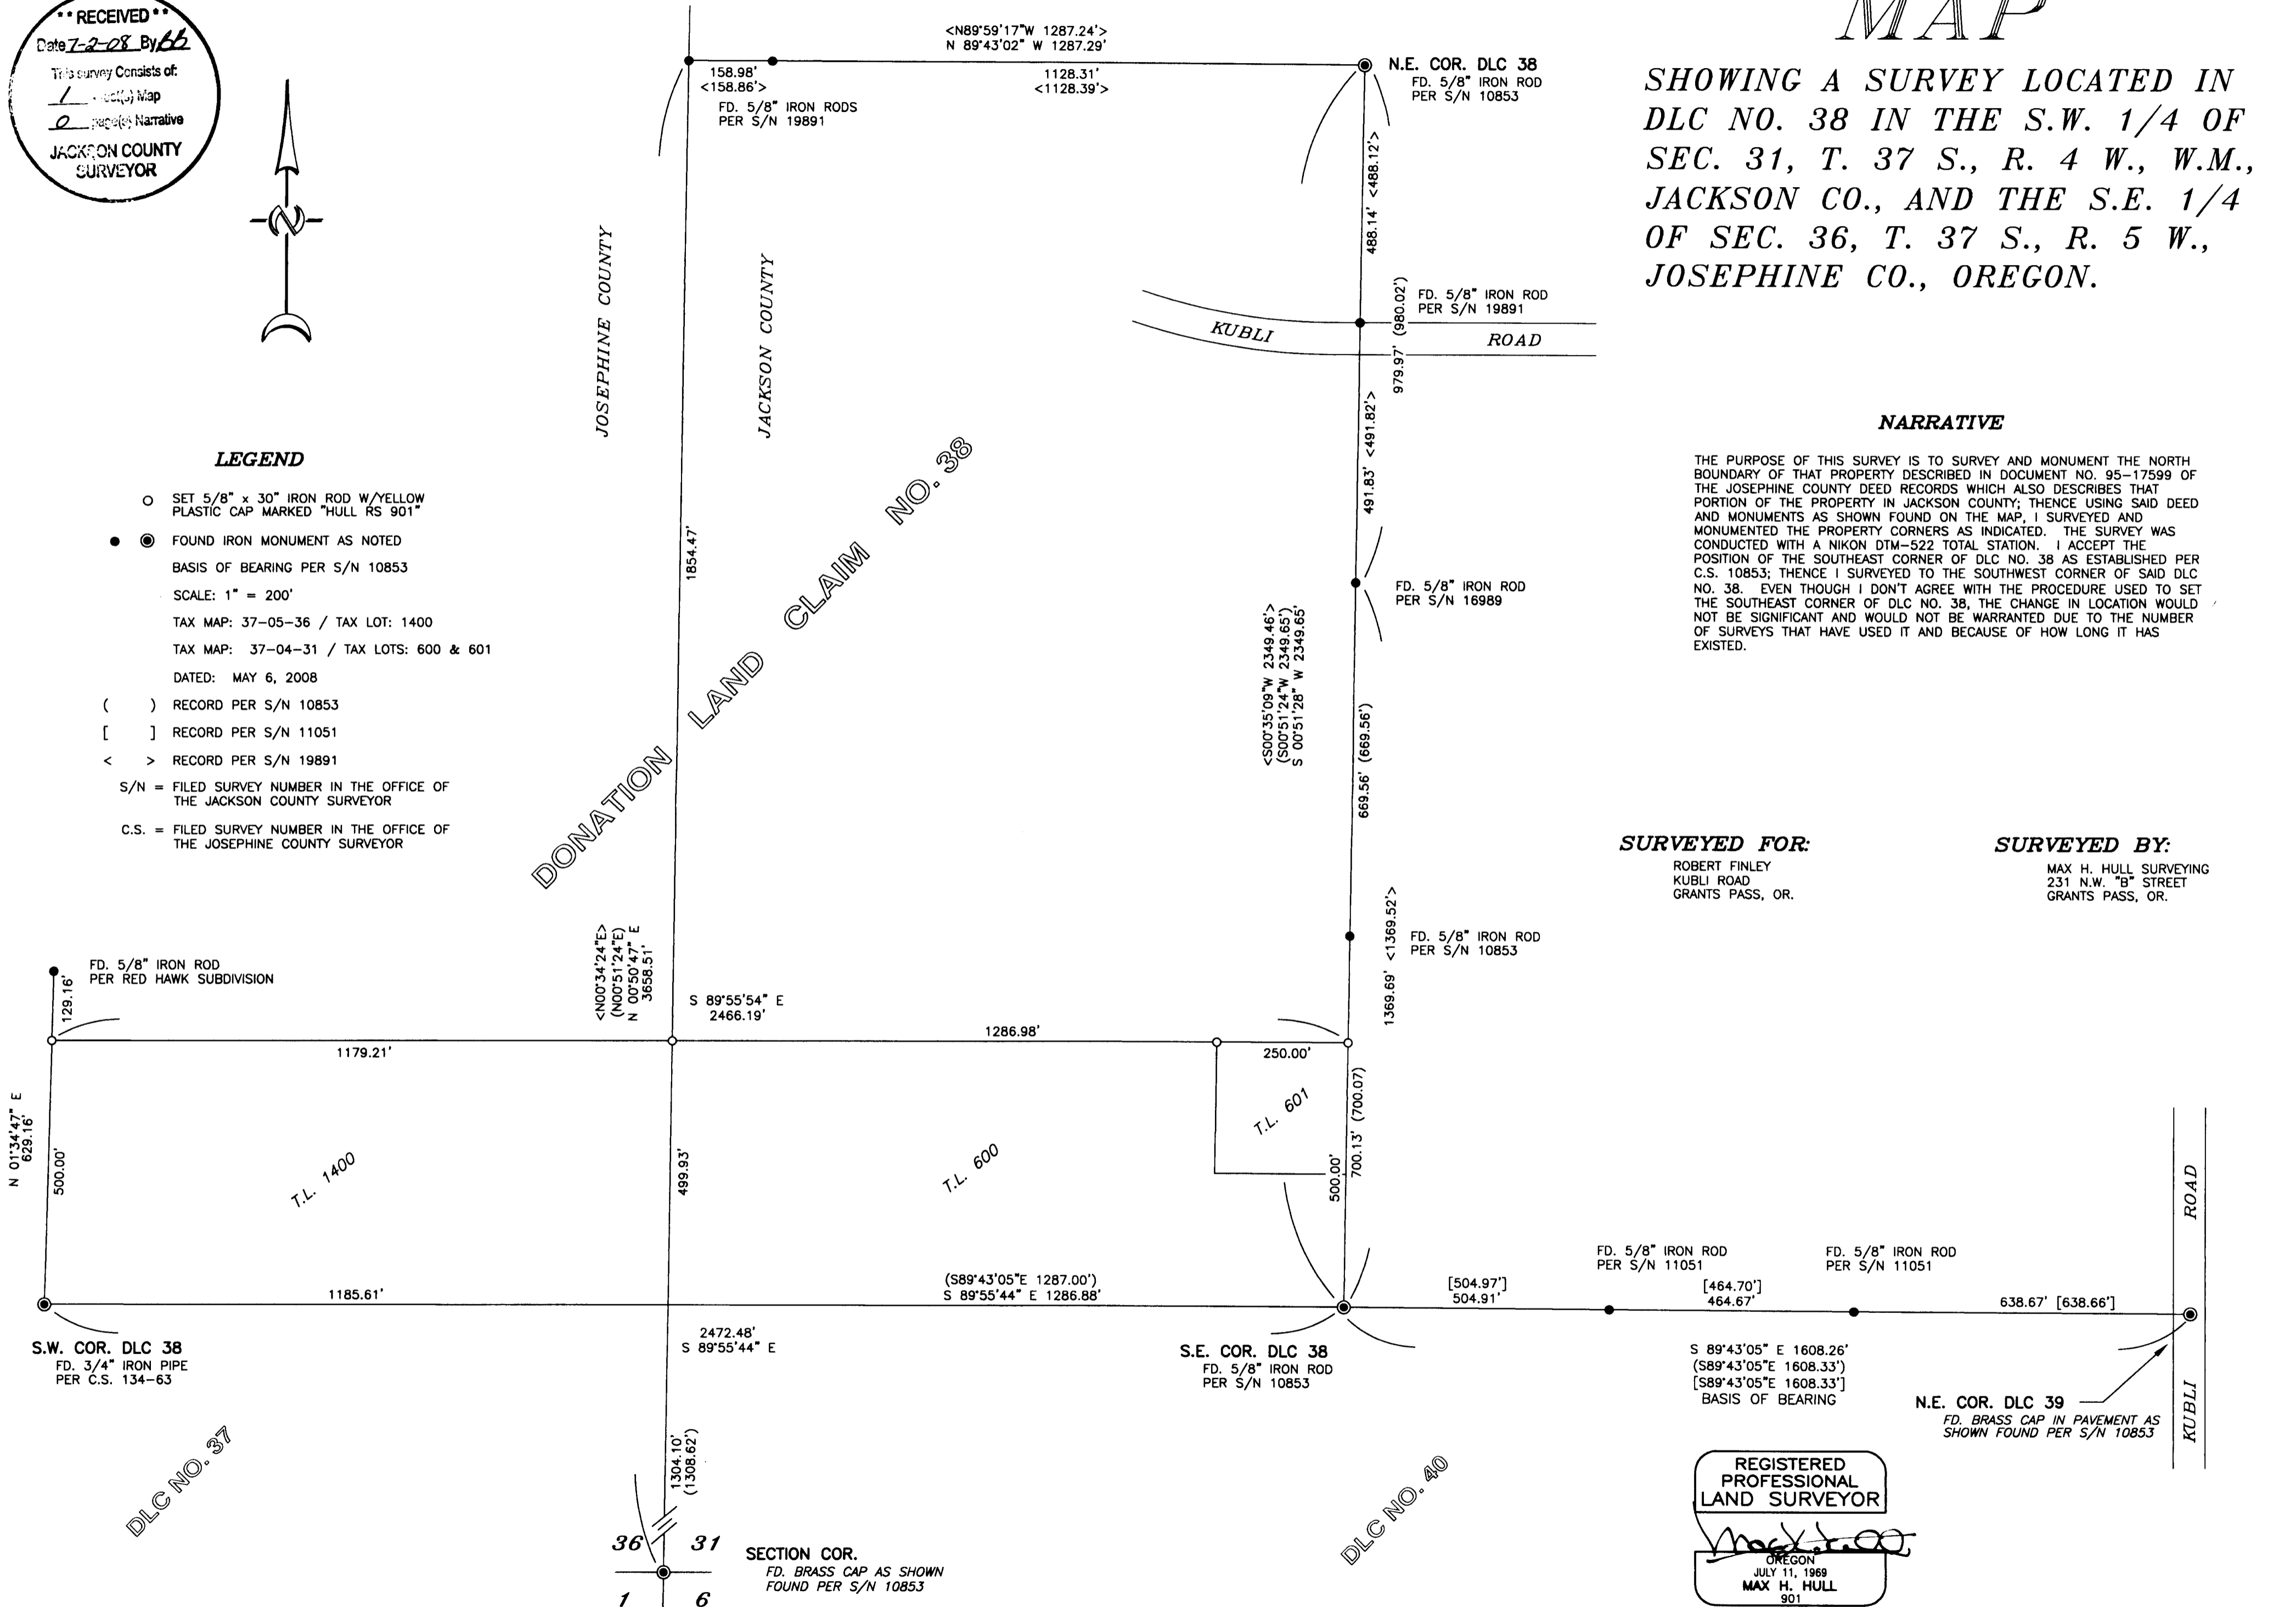 ** RECEIVED **
Date 7-2-08 By bb
This survey Consists of:
1 Map
0 page(s) Narrative
JACKSON COUNTY
SURVEYOR
MAP
SHOWING A SURVEY LOCATED IN
DLC NO. 38 IN THE S.W. 1/4 OF
SEC. 31, T. 37 S., R. 4 W., W.M.,
JACKSON CO., AND THE S.E. 1/4
OF SEC. 36, T. 37 S., R. 5 W.,
JOSEPHINE CO., OREGON.
<N89°59'17"W 1287.24'>
N 89°43'02" W 1287.29'
158.98'
<158.86'>
1128.31'
<1128.39'>
FD. 5/8" IRON RODS
PER S/N 19891
N.E. COR. DLC 38
FD. 5/8" IRON ROD
PER S/N 10853
488.14' <488.12'>
979.97' (980.02')
FD. 5/8" IRON ROD
PER S/N 19891
KUBLI
ROAD
491.83' <491.82'>
FD. 5/8" IRON ROD
PER S/N 16989
<S00°35'09"W 2349.46'>
(S00°51'24"W 2349.65')
S 00°51'28" W 2349.65'
669.56' (669.56')
1369.69' <1369.52'>
FD. 5/8" IRON ROD
PER S/N 10853
JOSEPHINE COUNTY
JACKSON COUNTY
1854.47'
DONATION LAND CLAIM NO. 38
LEGEND
SET 5/8" x 30" IRON ROD W/YELLOW
PLASTIC CAP MARKED "HULL RS 901"
FOUND IRON MONUMENT AS NOTED
BASIS OF BEARING PER S/N 10853
SCALE: 1" = 200'
TAX MAP: 37-05-36 / TAX LOT: 1400
TAX MAP: 37-04-31 / TAX LOTS: 600 & 601
DATED: MAY 6, 2008
( ) RECORD PER S/N 10853
[ ] RECORD PER S/N 11051
< > RECORD PER S/N 19891
S/N = FILED SURVEY NUMBER IN THE OFFICE OF
THE JACKSON COUNTY SURVEYOR
C.S. = FILED SURVEY NUMBER IN THE OFFICE OF
THE JOSEPHINE COUNTY SURVEYOR
NARRATIVE
THE PURPOSE OF THIS SURVEY IS TO SURVEY AND MONUMENT THE NORTH
BOUNDARY OF THAT PROPERTY DESCRIBED IN DOCUMENT NO. 95-17599 OF
THE JOSEPHINE COUNTY DEED RECORDS WHICH ALSO DESCRIBES THAT
PORTION OF THE PROPERTY IN JACKSON COUNTY; THENCE USING SAID DEED
AND MONUMENTS AS SHOWN FOUND ON THE MAP, I SURVEYED AND
MONUMENTED THE PROPERTY CORNERS AS INDICATED. THE SURVEY WAS
CONDUCTED WITH A NIKON DTM-522 TOTAL STATION. I ACCEPT THE
POSITION OF THE SOUTHEAST CORNER OF DLC NO. 38 AS ESTABLISHED PER
C.S. 10853; THENCE I SURVEYED TO THE SOUTHWEST CORNER OF SAID DLC
NO. 38. EVEN THOUGH I DON'T AGREE WITH THE PROCEDURE USED TO SET
THE SOUTHEAST CORNER OF DLC NO. 38, THE CHANGE IN LOCATION WOULD
NOT BE SIGNIFICANT AND WOULD NOT BE WARRANTED DUE TO THE NUMBER
OF SURVEYS THAT HAVE USED IT AND BECAUSE OF HOW LONG IT HAS
EXISTED.
SURVEYED FOR:
ROBERT FINLEY
KUBLI ROAD
GRANTS PASS, OR.
SURVEYED BY:
MAX H. HULL SURVEYING
231 N.W. "B" STREET
GRANTS PASS, OR.
FD. 5/8" IRON ROD
PER RED HAWK SUBDIVISION
129.16'
<N00°34'24"E>
(N00°51'24"E)
N 00°50'47" E
3658.51'
S 89°55'54" E
2466.19'
1179.21'
1286.98'
250.00'
N 01°34'47" E
629.16'
500.00'
T.L. 1400
499.93'
T.L. 600
T.L. 601
500.00'
700.13' (700.07)
1185.61'
(S89°43'05"E 1287.00')
S 89°55'44" E 1286.88'
2472.48'
S 89°55'44" E
S.W. COR. DLC 38
FD. 3/4" IRON PIPE
PER C.S. 134-63
S.E. COR. DLC 38
FD. 5/8" IRON ROD
PER S/N 10853
[504.97']
504.91'
FD. 5/8" IRON ROD
PER S/N 11051
[464.70']
464.67'
FD. 5/8" IRON ROD
PER S/N 11051
638.67' [638.66']
S 89°43'05" E 1608.26'
(S89°43'05"E 1608.33')
[S89°43'05"E 1608.33']
BASIS OF BEARING
N.E. COR. DLC 39
FD. BRASS CAP IN PAVEMENT AS
SHOWN FOUND PER S/N 10853
KUBLI ROAD
DLC NO. 37
1304.10'
(1308.62')
DLC NO. 40
36 31
1 6
SECTION COR.
FD. BRASS CAP AS SHOWN
FOUND PER S/N 10853
REGISTERED
PROFESSIONAL
LAND SURVEYOR
OREGON
JULY 11, 1969
MAX H. HULL
901